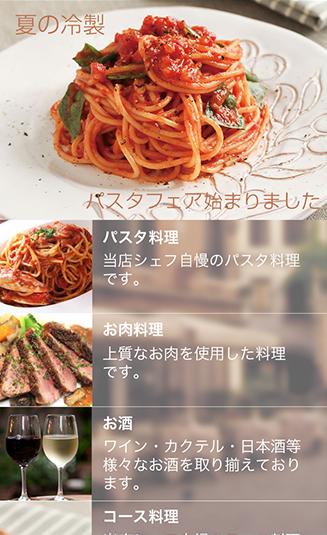 夏の冷製
パスタフェア始まりました
パスタ料理
当店シェフ自慢のパスタ料理
です。
お肉料理
上質なお肉を使用した料理
です。
お酒
ワイン・カクテル・日本酒等
様々なお酒を取り揃えており
ます。
コース料理